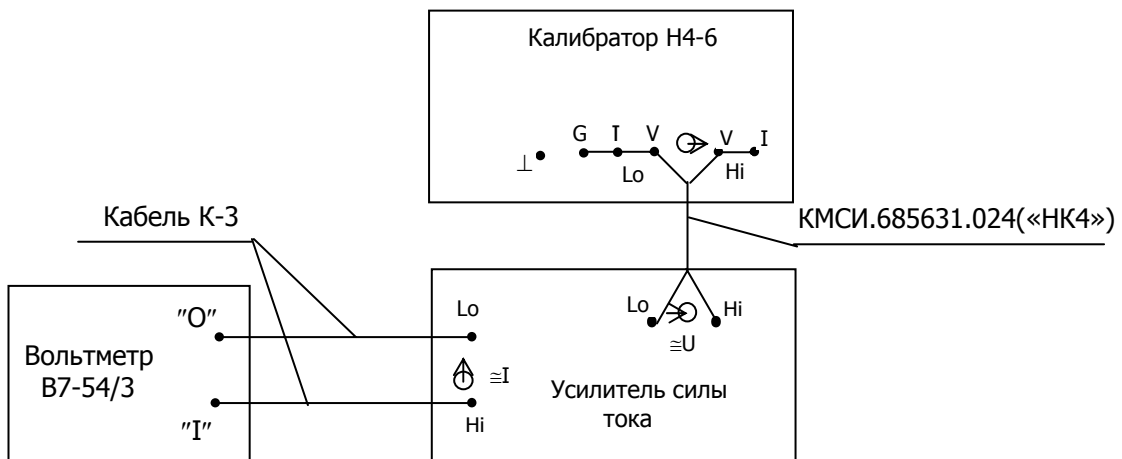 Калибратор Н4-6
G I V V I
⊥ Lo Hi
Кабель К-3
КМСИ.685631.024(«НК4»)
"О" Lo Lo Hi
≅U
Вольтметр
В7-54/3
≅I
Усилитель силы
тока
"I" Hi